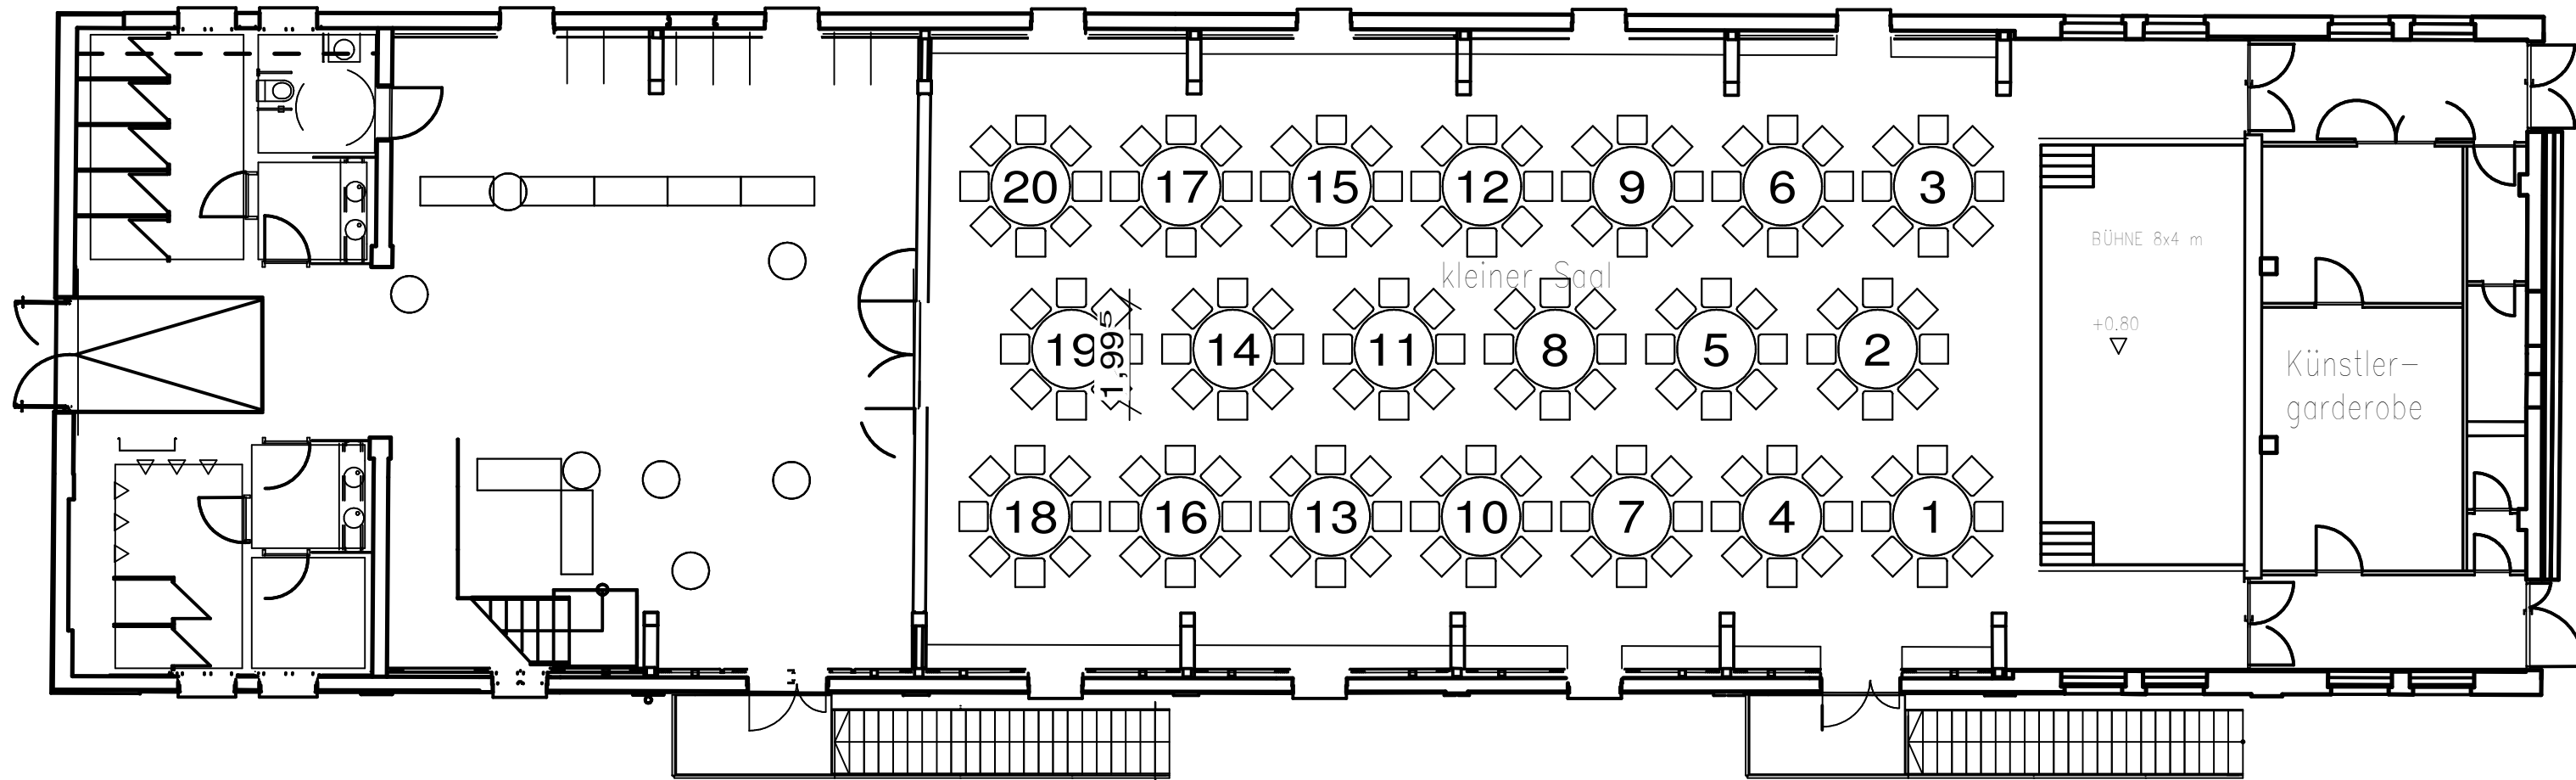 20 17 15 12 9 6 3
BÜHNE 8x4 m
kleiner Saal
+0.80
19 14 11 8 5 2
1,99⁵
Künstler-
garderobe
18 16 13 10 7 4 1